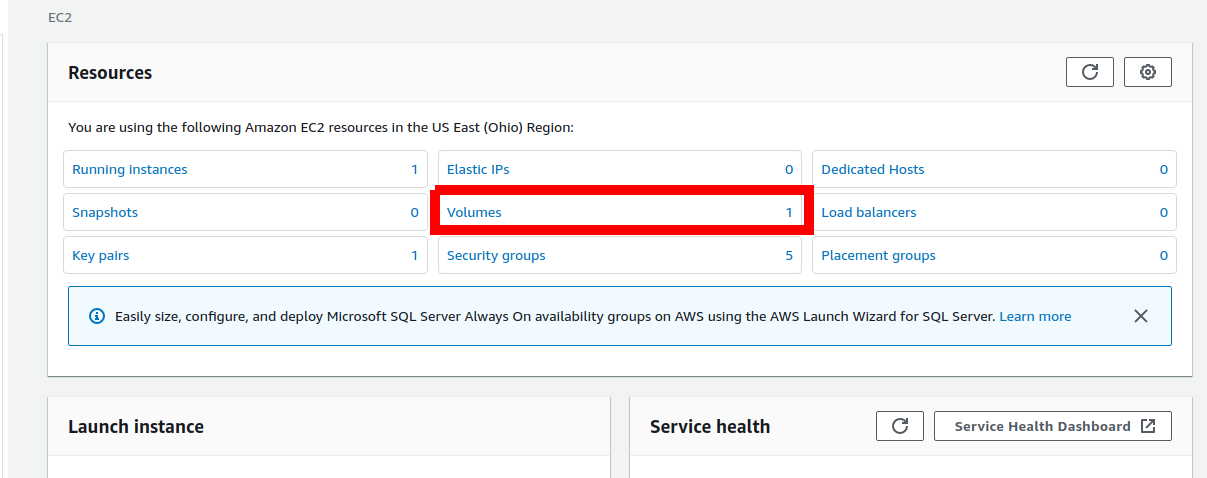 EC2
Resources
You are using the following Amazon EC2 resources in the US East (Ohio) Region:
Running instances 1 Elastic IPs 0 Dedicated Hosts 0
Snapshots 0 Volumes 1 Load balancers 0
Key pairs 1 Security groups 5 Placement groups 0
Easily size, configure, and deploy Microsoft SQL Server Always On availability groups on AWS using the AWS Launch Wizard for SQL Server. Learn more
Launch instance
Service health Service Health Dashboard